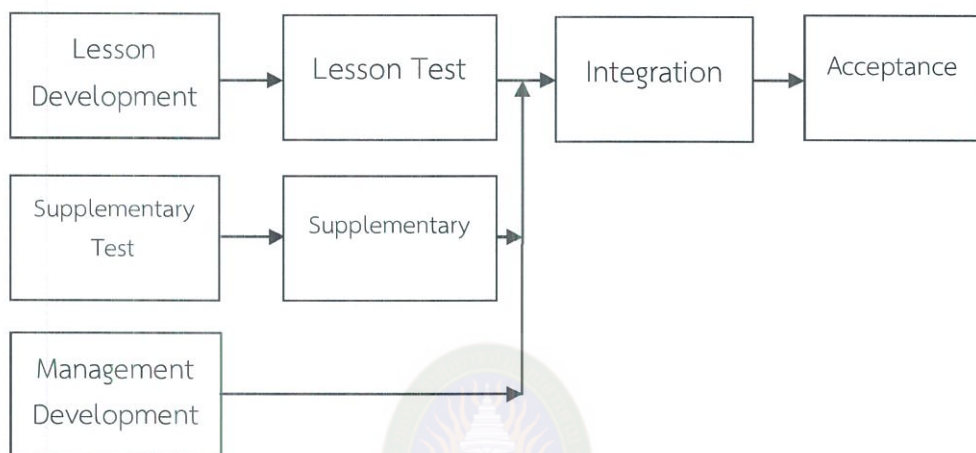 Lesson
Development
Lesson Test
Integration
Acceptance
Supplementary
Test
Supplementary
Management
Development